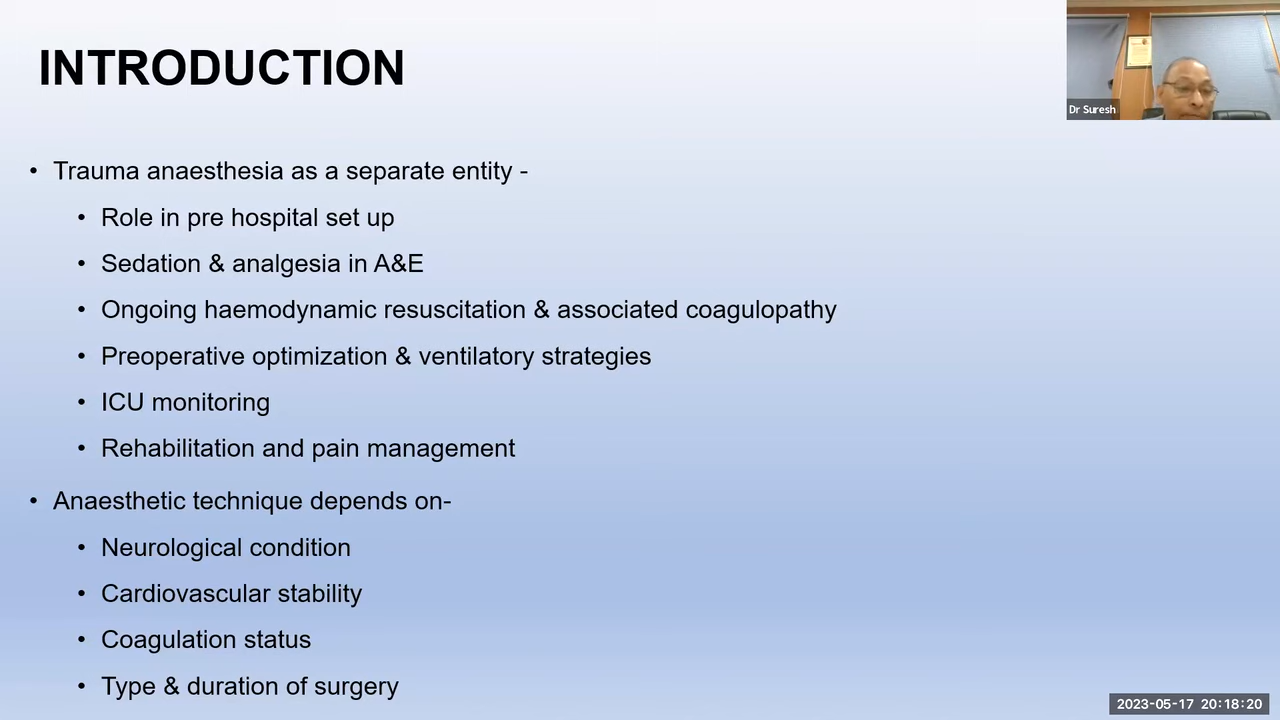 INTRODUCTION
Dr Suresh
• Trauma anaesthesia as a separate entity -
• Role in pre hospital set up
• Sedation & analgesia in A&E
• Ongoing haemodynamic resuscitation & associated coagulopathy
• Preoperative optimization & ventilatory strategies
• ICU monitoring
• Rehabilitation and pain management
• Anaesthetic technique depends on-
• Neurological condition
• Cardiovascular stability
• Coagulation status
• Type & duration of surgery
2023-05-17 20:18:20